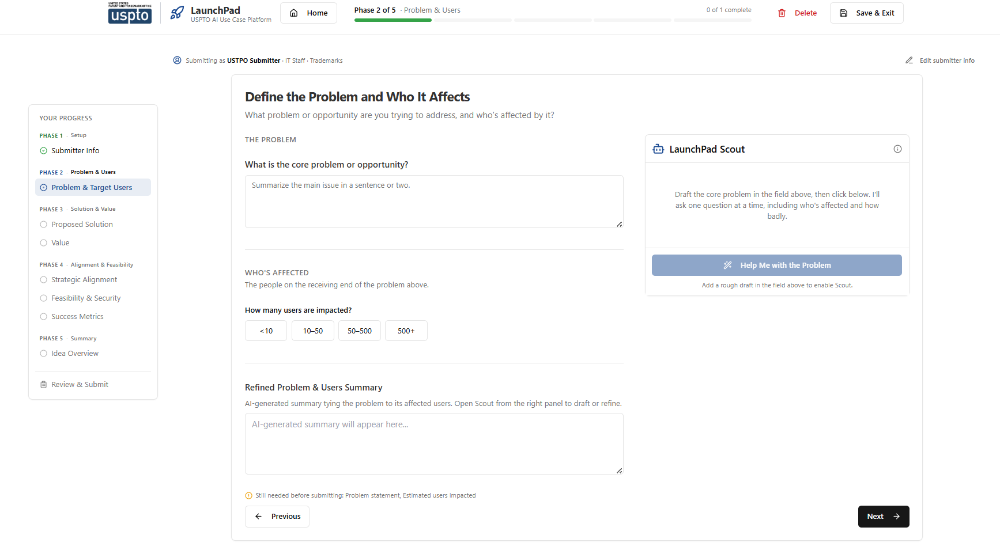 UNITED STATES
PATENT AND TRADEMARK OFFICE
uspto
LaunchPad
USPTO AI Use Case Platform
Home
Phase 2 of 5 · Problem & Users
0 of 1 complete
Delete
Save & Exit
Submitting as USTPO Submitter · IT Staff · Trademarks
Edit submitter info
YOUR PROGRESS
PHASE 1 · Setup
Submitter Info
PHASE 2 · Problem & Users
Problem & Target Users
PHASE 3 · Solution & Value
Proposed Solution
Value
PHASE 4 · Alignment & Feasibility
Strategic Alignment
Feasibility & Security
Success Metrics
PHASE 5 · Summary
Idea Overview
Review & Submit
Define the Problem and Who It Affects
What problem or opportunity are you trying to address, and who's affected by it?
THE PROBLEM
What is the core problem or opportunity?
Summarize the main issue in a sentence or two.
WHO'S AFFECTED
The people on the receiving end of the problem above.
How many users are impacted?
<10
10–50
50–500
500+
Refined Problem & Users Summary
AI-generated summary tying the problem to its affected users. Open Scout from the right panel to draft or refine.
AI-generated summary will appear here...
Still needed before submitting: Problem statement, Estimated users impacted
Previous
Next
LaunchPad Scout
Draft the core problem in the field above, then click below. I'll
ask one question at a time, including who's affected and how
badly.
Help Me with the Problem
Add a rough draft in the field above to enable Scout.